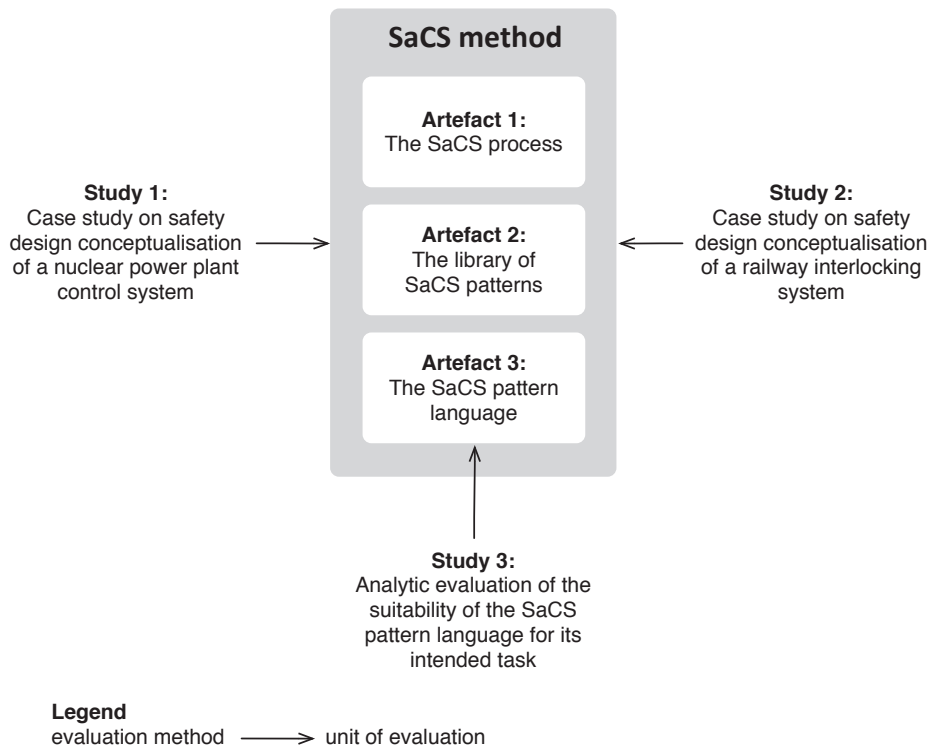 SaCS method
Artefact 1:
The SaCS process
Study 1:
Case study on safety
design conceptualisation
of a nuclear power plant
control system
Artefact 2:
The library of
SaCS patterns
Study 2:
Case study on safety
design conceptualisation
of a railway interlocking
system
Artefact 3:
The SaCS pattern
language
Study 3:
Analytic evaluation of the
suitability of the SaCS
pattern language for its
intended task
Legend
evaluation method
unit of evaluation